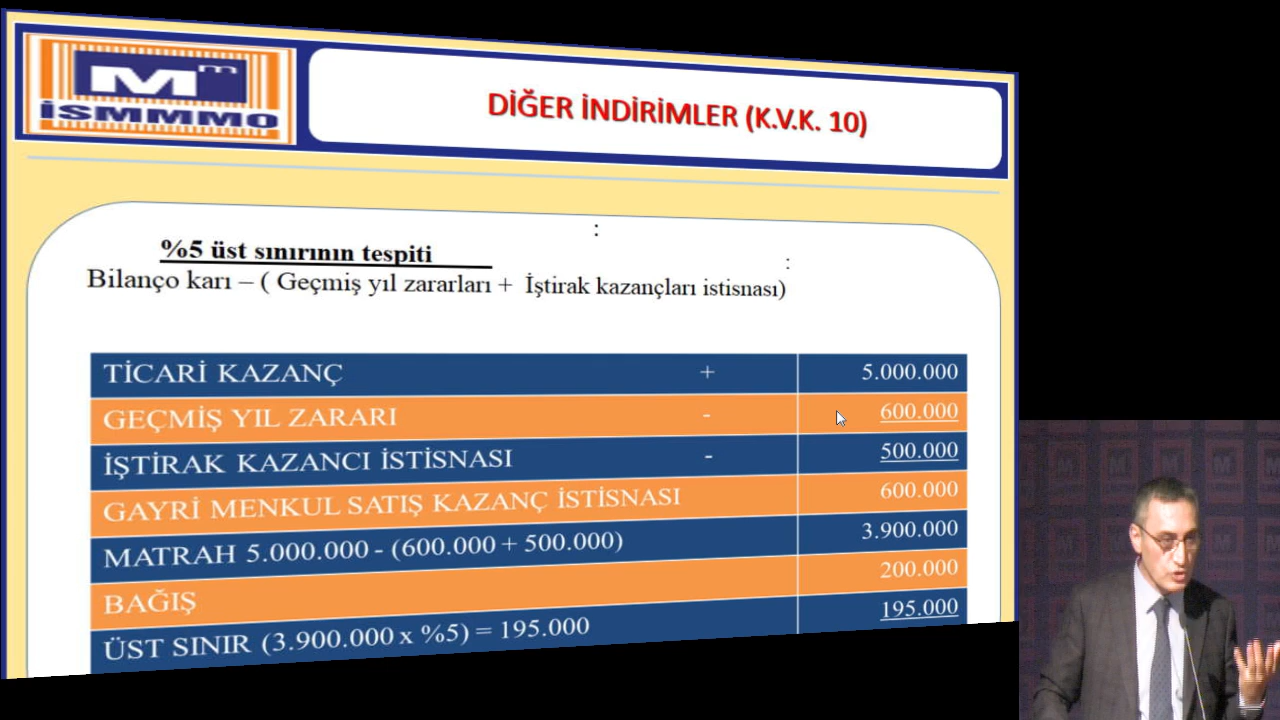 Mm
İSMMMO
DİĞER İNDİRİMLER (K.V.K. 10)
:
%5 üst sınırının tespiti
:
Bilanço karı – ( Geçmiş yıl zararları + İştirak kazançları istisnası)
TİCARİ KAZANÇ + 5.000.000
GEÇMİŞ YIL ZARARI - 600.000
İŞTİRAK KAZANCI İSTİSNASI - 500.000
GAYRİ MENKUL SATIŞ KAZANÇ İSTİSNASI 600.000
MATRAH 5.000.000 - (600.000 + 500.000) 3.900.000
BAĞIŞ 200.000
ÜST SINIR (3.900.000 x %5) = 195.000 195.000